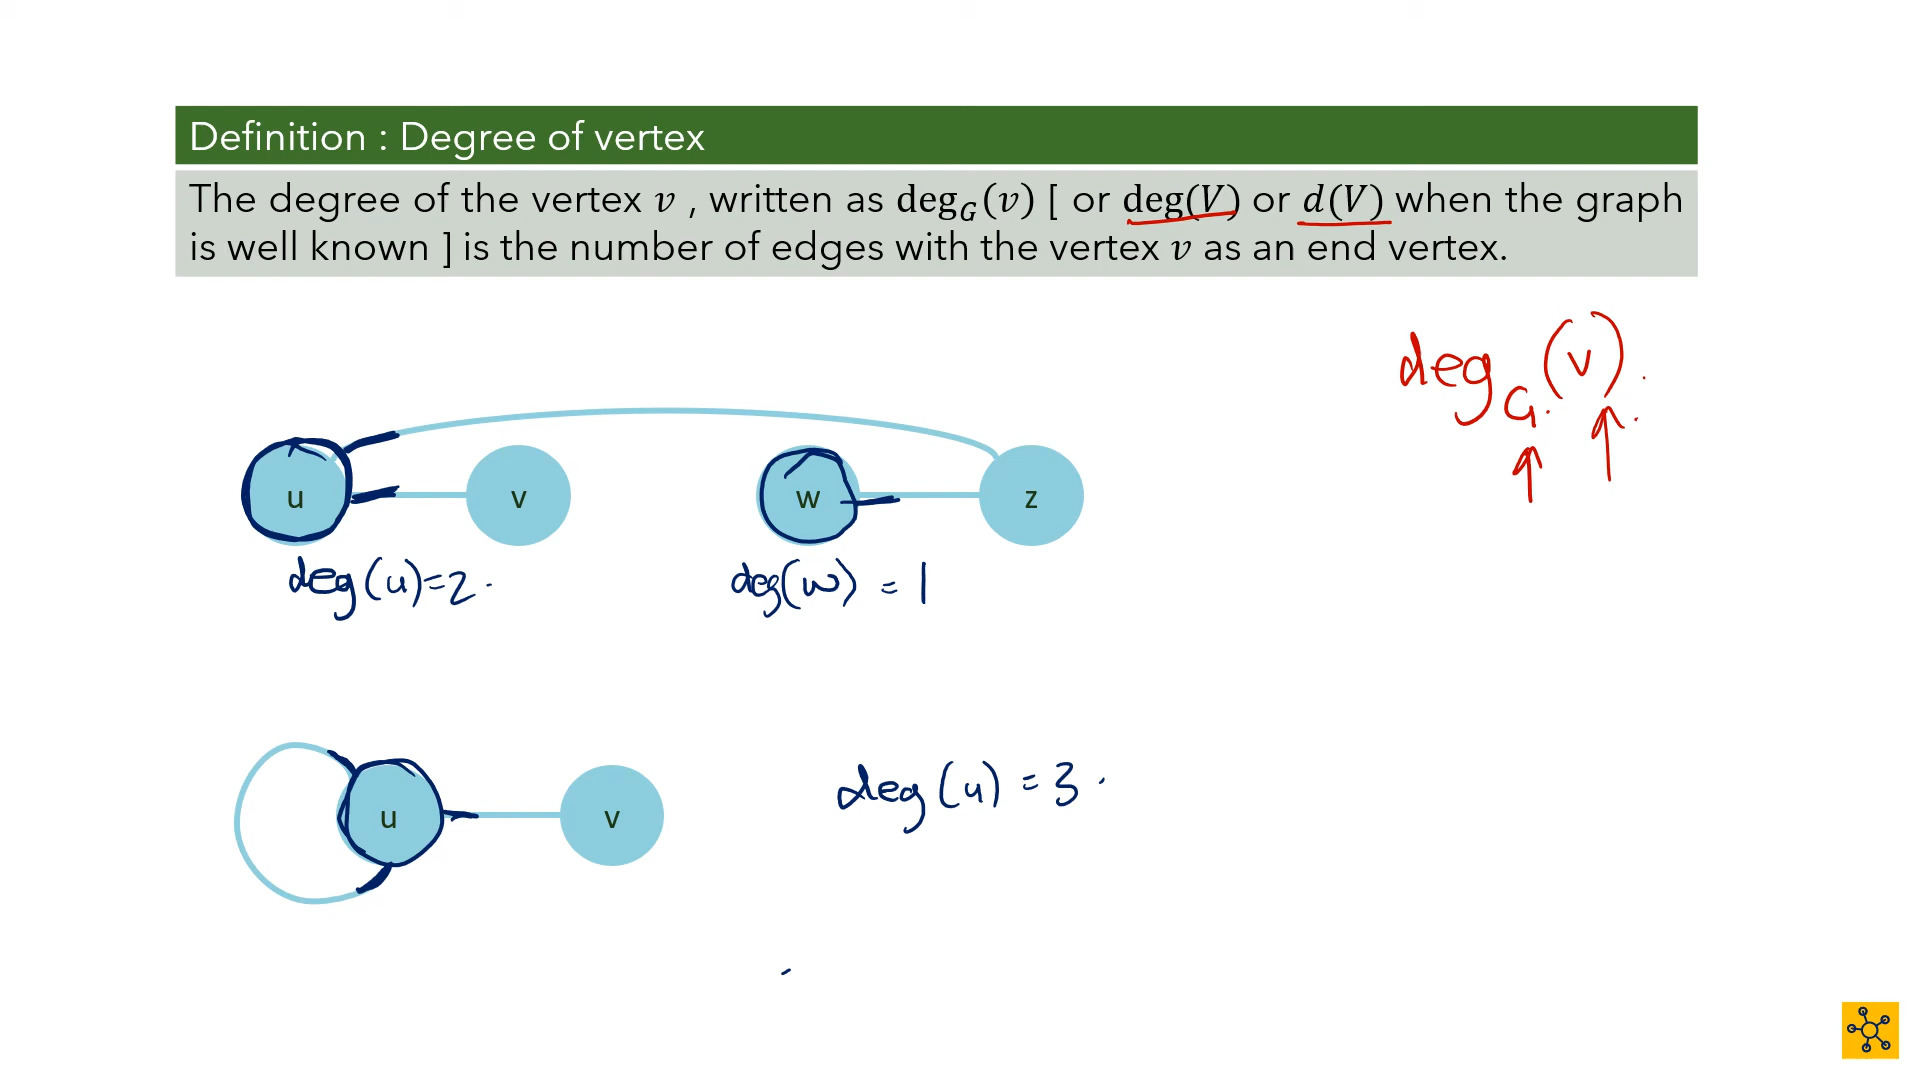 Definition : Degree of vertex
The degree of the vertex 𝑣 , written as deg_G(𝑣) [ or deg(𝑉) or 𝑑(𝑉) when the graph
is well known ] is the number of edges with the vertex 𝑣 as an end vertex.
deg_G (v).
u v w z
deg(u)=2.
deg(w) = 1
u v
deg(u) = 3.